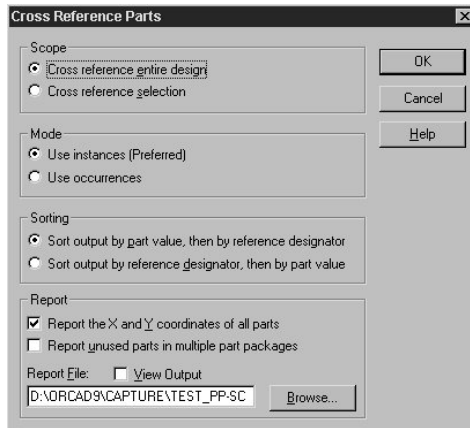 Cross Reference Parts
Scope
Cross reference entire design
Cross reference selection
OK
Cancel
Help
Mode
Use instances (Preferred)
Use occurrences
Sorting
Sort output by part value, then by reference designator
Sort output by reference designator, then by part value
Report
Report the X and Y coordinates of all parts
Report unused parts in multiple part packages
Report File: View Output
D:\ORCAD9\CAPTURE\TEST_PP-SC Browse...